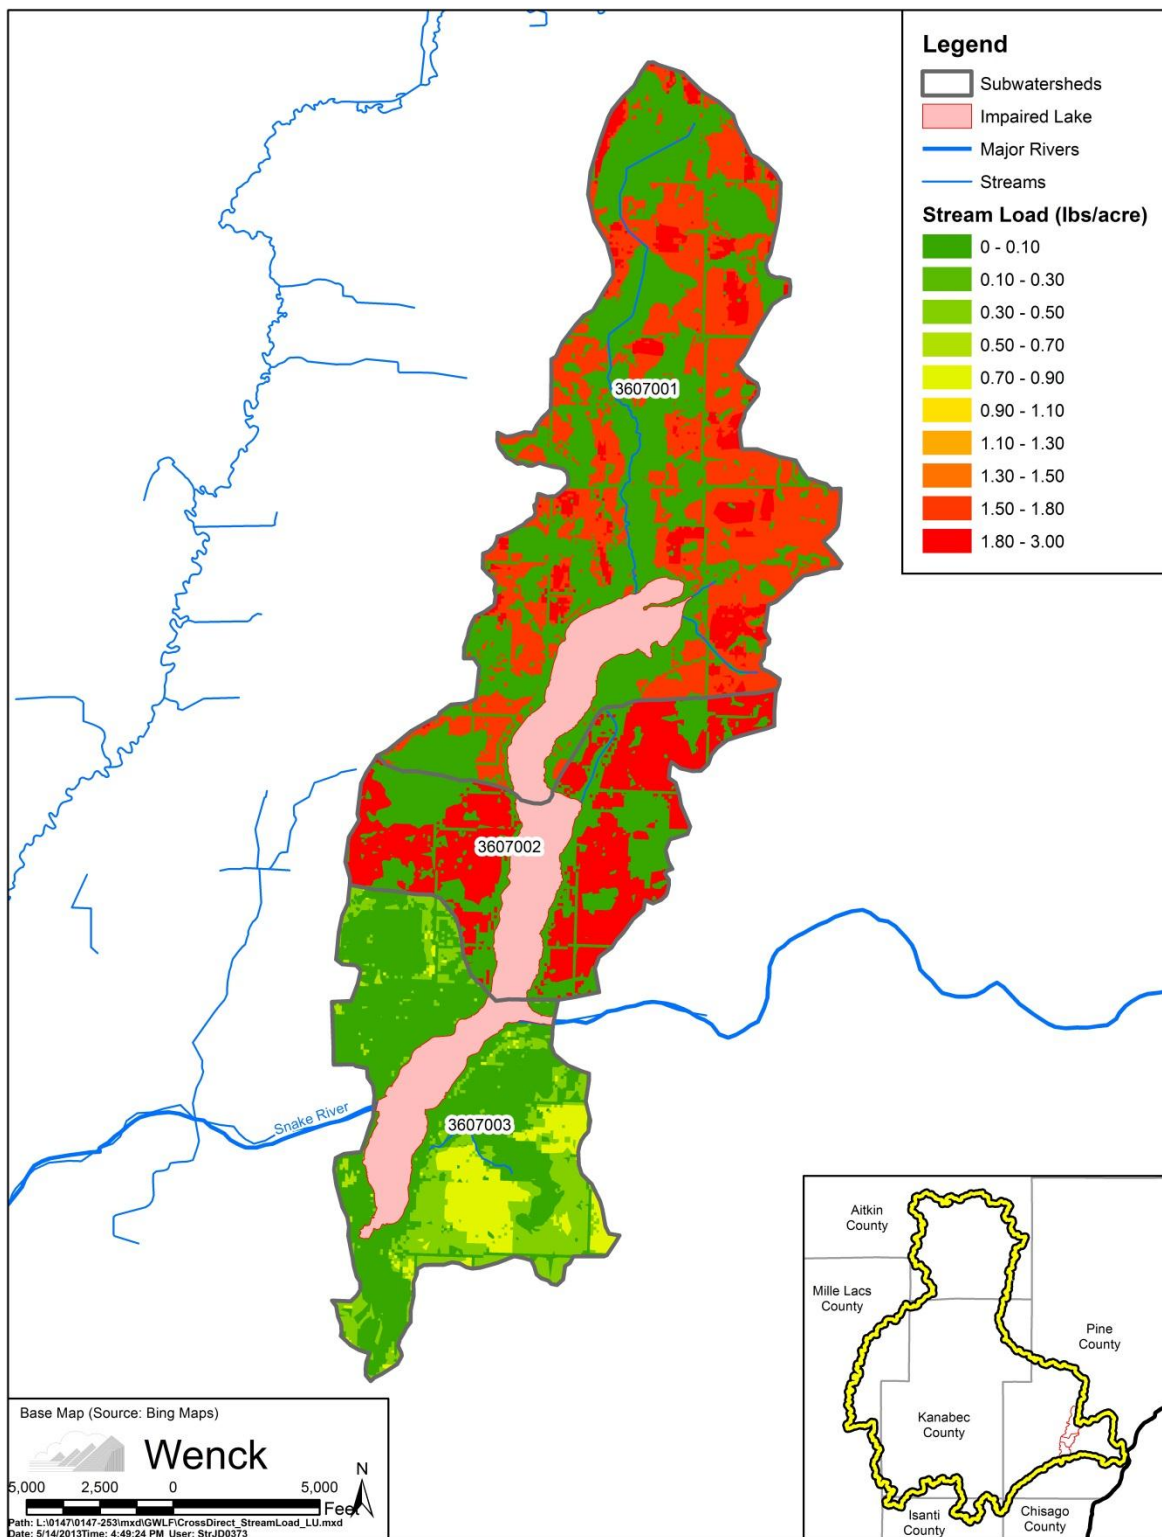 Legend
Subwatersheds
Impaired Lake
Major Rivers
Streams
Stream Load (lbs/acre)
0 - 0.10
0.10 - 0.30
0.30 - 0.50
0.50 - 0.70
0.70 - 0.90
0.90 - 1.10
1.10 - 1.30
1.30 - 1.50
1.50 - 1.80
1.80 - 3.00
3607001
3607002
3607003
Snake River
Aitkin
County
Mille Lacs
County
Pine
County
Kanabec
County
Isanti
County
Chisago
County
Base Map (Source: Bing Maps)
Wenck
N
5,000 2,500 0 5,000
Feet
Path: L:\0147\0147-253\mxd\GWLF\CrossDirect_StreamLoad_LU.mxd
Date: 5/14/2013Time: 4:49:24 PM User: StrJD0373